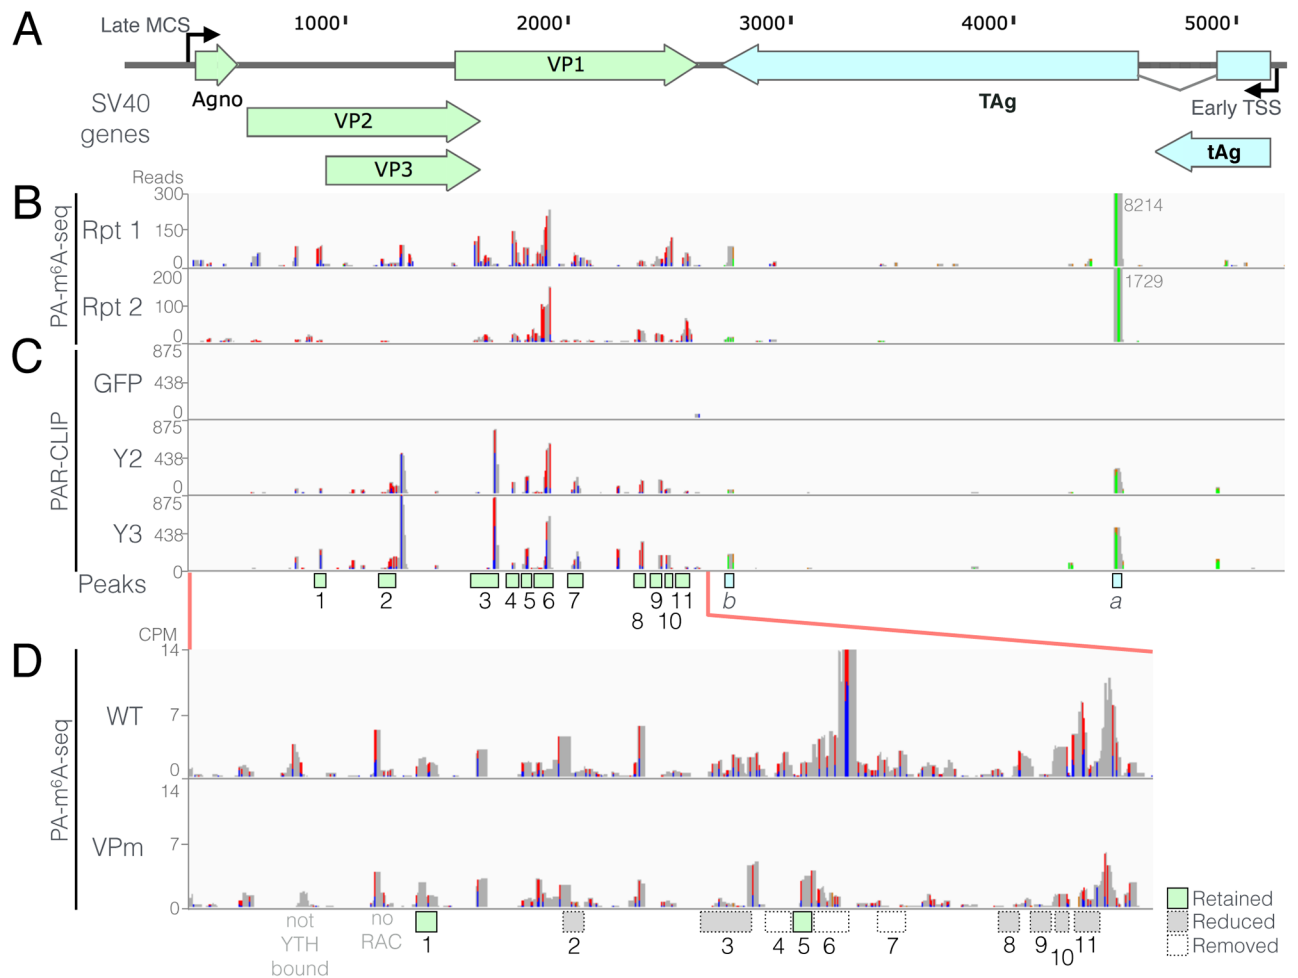 A
Late MCS
1000
2000
3000
4000
5000
VP1
Agno
TAg
Early TSS
SV40
genes
VP2
VP3
tAg
Reads
B
PA-m⁶A-seq
Rpt 1
300
150
0
8214
Rpt 2
200
100
0
1729
C
PAR-CLIP
GFP
875
438
0
Y2
875
438
0
Y3
875
438
0
Peaks
1
2
3
4
5
6
7
8
9
10
11
b
a
CPM
D
PA-m⁶A-seq
WT
14
7
0
VPm
14
7
0
not
YTH
bound
no
RAC
1
2
3
4
5
6
7
8
9
10
11
Retained
Reduced
Removed